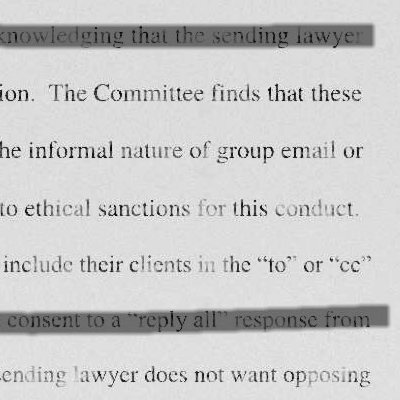 knowledging that the sending lawyer
ion. The Committee finds that these
he informal nature of group email or
to ethical sanctions for this conduct.
include their clients in the “to” or “cc”
consent to a “reply all” response from
sending lawyer does not want opposing